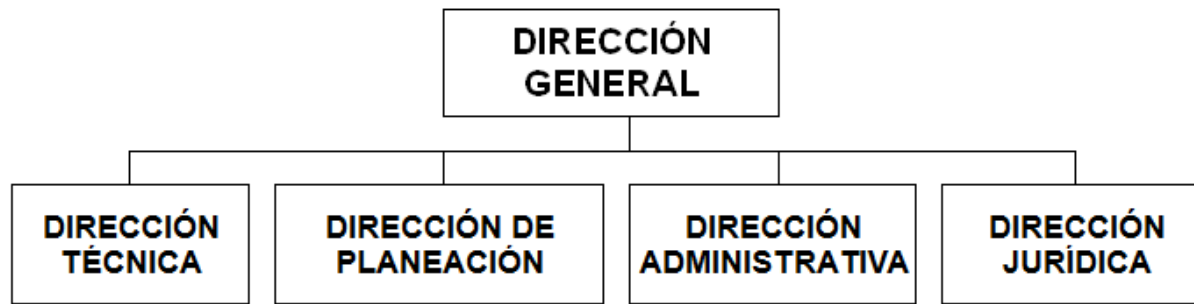 DIRECCIÓN
GENERAL
DIRECCIÓN
TÉCNICA
DIRECCIÓN DE
PLANEACIÓN
DIRECCIÓN
ADMINISTRATIVA
DIRECCIÓN
JURÍDICA